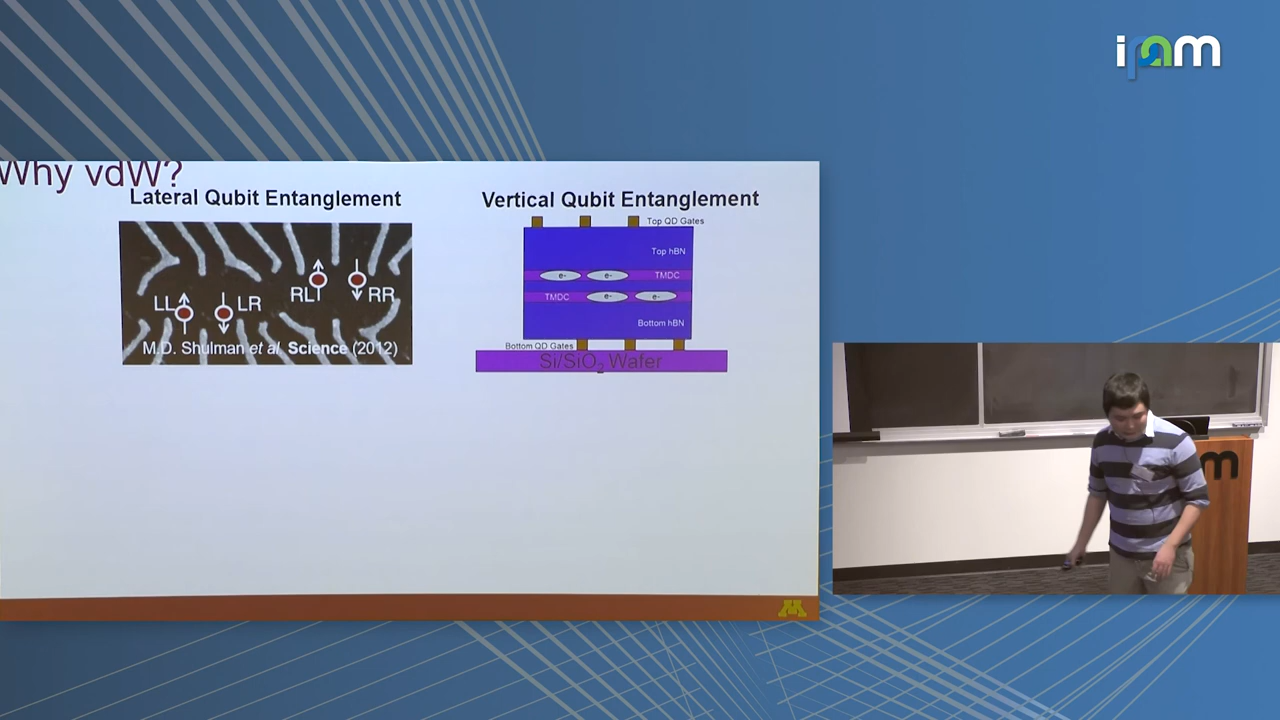 ipam
Why vdW?
Lateral Qubit Entanglement
LL
LR
RL
RR
M.D. Shulman et al Science (2012)
Vertical Qubit Entanglement
Top QD Gates
Top hBN
e-
e-
TMDC
TMDC
e-
e-
Bottom hBN
Bottom QD Gates
Si/SiO2 Wafer
M
m